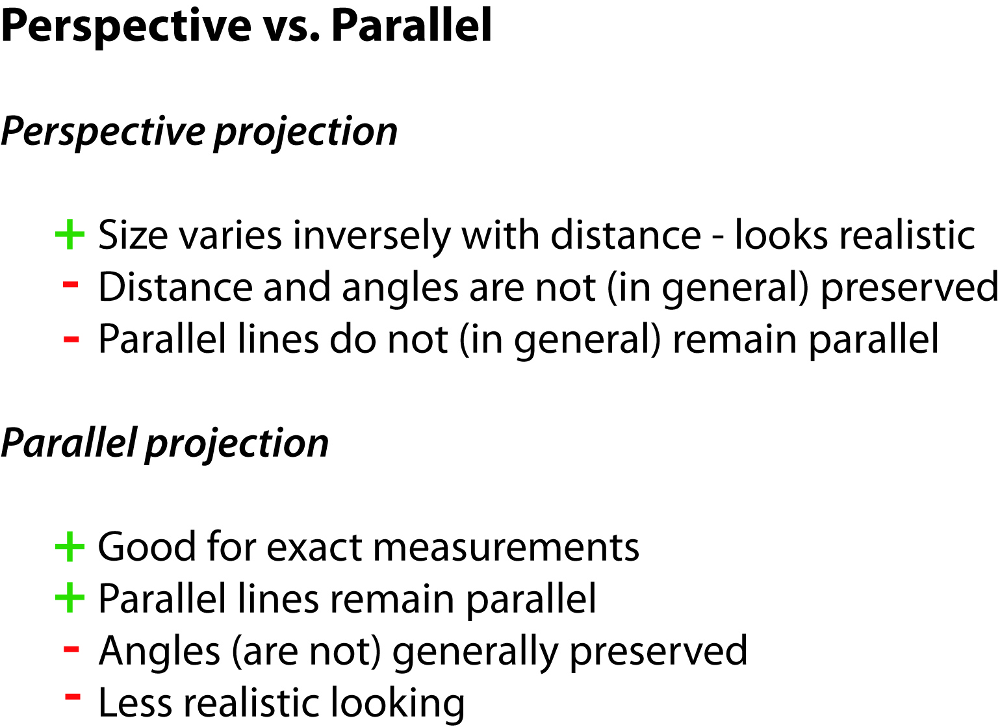 Perspective vs. Parallel
Perspective projection
+ Size varies inversely with distance - looks realistic
- Distance and angles are not (in general) preserved
- Parallel lines do not (in general) remain parallel
Parallel projection
+ Good for exact measurements
+ Parallel lines remain parallel
- Angles (are not) generally preserved
- Less realistic looking